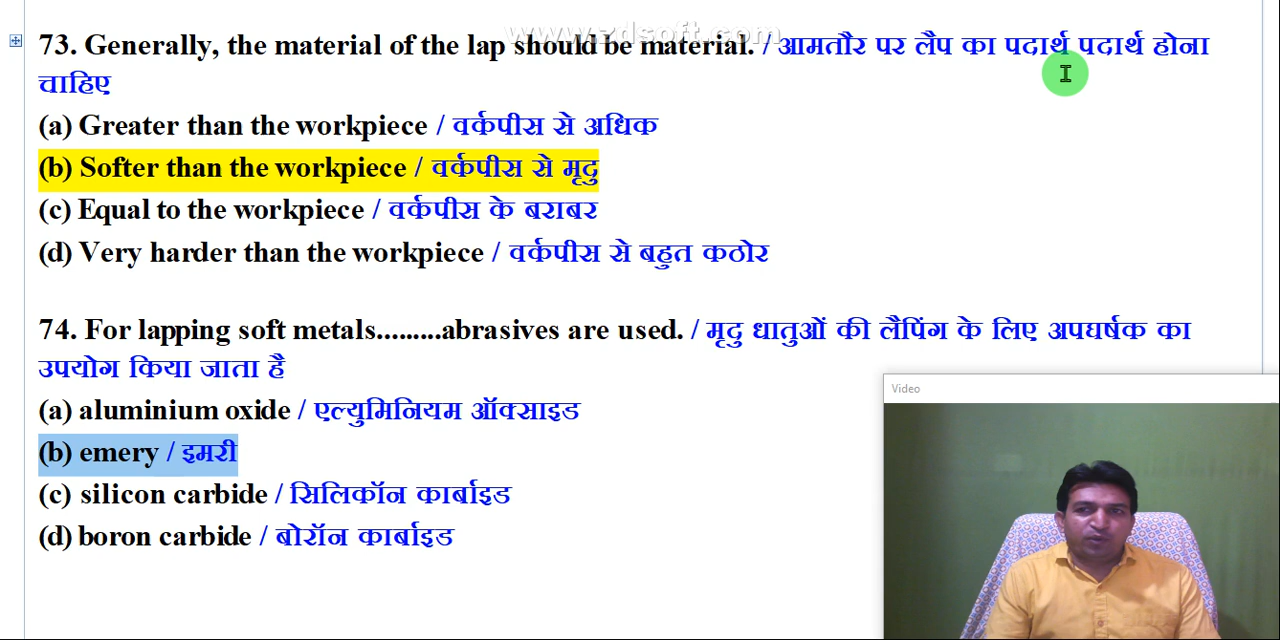 www.zdsoft.com
73. Generally, the material of the lap should be material. / आमतौर पर लैप का पदार्थ पदार्थ होना
चाहिए
(a) Greater than the workpiece / वर्कपीस से अधिक
(b) Softer than the workpiece / वर्कपीस से मृदु
(c) Equal to the workpiece / वर्कपीस के बराबर
(d) Very harder than the workpiece / वर्कपीस से बहुत कठोर
74. For lapping soft metals.........abrasives are used. / मृदु धातुओं की लैपिंग के लिए अपघर्षक का
उपयोग किया जाता है
(a) aluminium oxide / एल्युमिनियम ऑक्साइड
(b) emery / इमरी
(c) silicon carbide / सिलिकॉन कार्बाइड
(d) boron carbide / बोरॉन कार्बाइड
Video